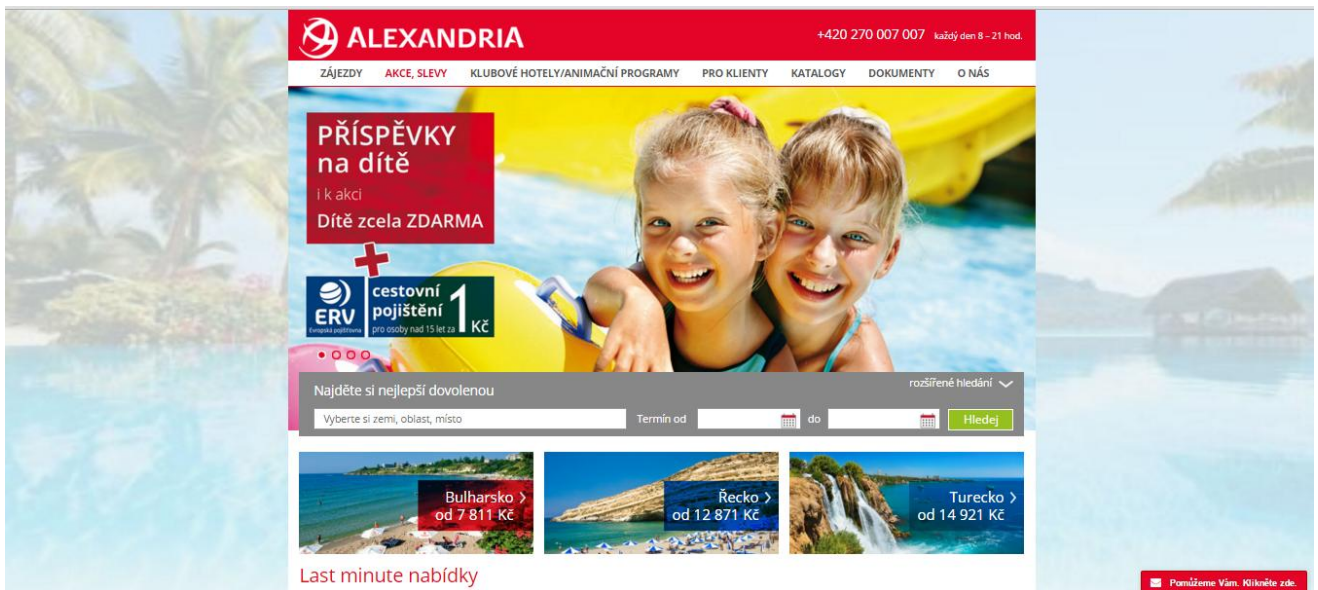 ALEXANDRIA
+420 270 007 007 každý den 8 – 21 hod.
ZÁJEZDY AKCE, SLEVY KLUBOVÉ HOTELY/ANIMAČNÍ PROGRAMY PRO KLIENTY KATALOGY DOKUMENTY O NÁS
PŘÍSPĚVKY
na dítě
i k akci
Dítě zcela ZDARMA
ERV
Evropská pojišťovna
cestovní
pojištění
pro osoby nad 15 let za
1 Kč
Najděte si nejlepší dovolenou
rozšířené hledání
Vyberte si zemi, oblast, místo
Termín od
do
Hledej
Bulharsko >
od 7 811 Kč
Řecko >
od 12 871 Kč
Turecko >
od 14 921 Kč
Last minute nabídky
Pomůžeme Vám. Klikněte zde.